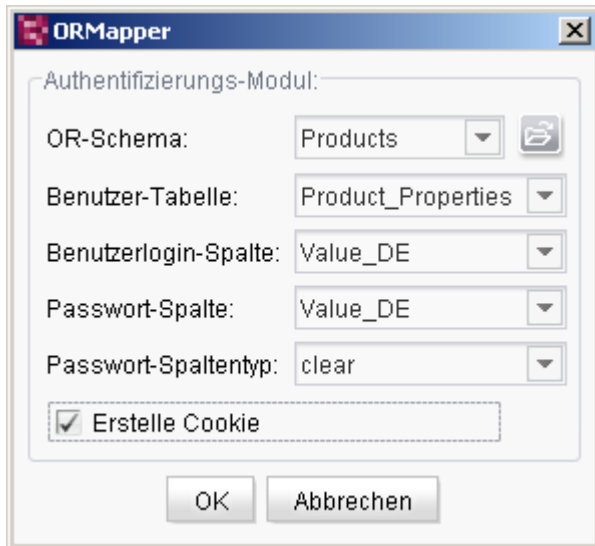 ORMapper
Authentifizierungs-Modul:
OR-Schema: Products
Benutzer-Tabelle: Product_Properties
Benutzerlogin-Spalte: Value_DE
Passwort-Spalte: Value_DE
Passwort-Spaltentyp: clear
Erstelle Cookie
OK Abbrechen